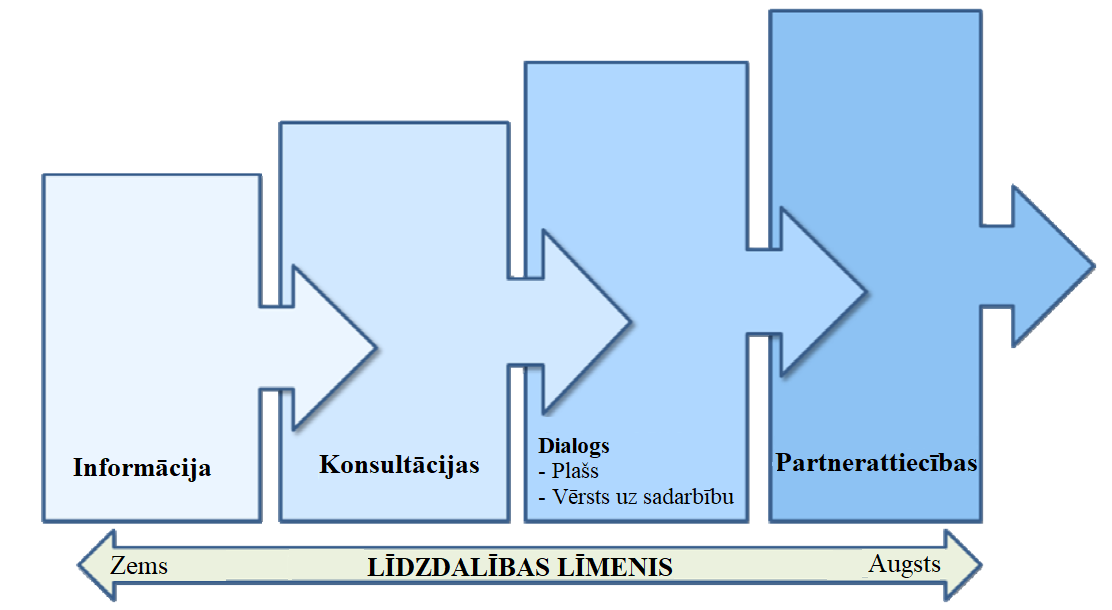 Informācija
Konsultācijas
Dialogs
- Plašs
- Vērsts uz sadarbību
Partnerattiecības
Zems
LĪDZDALĪBAS LĪMENIS
Augsts